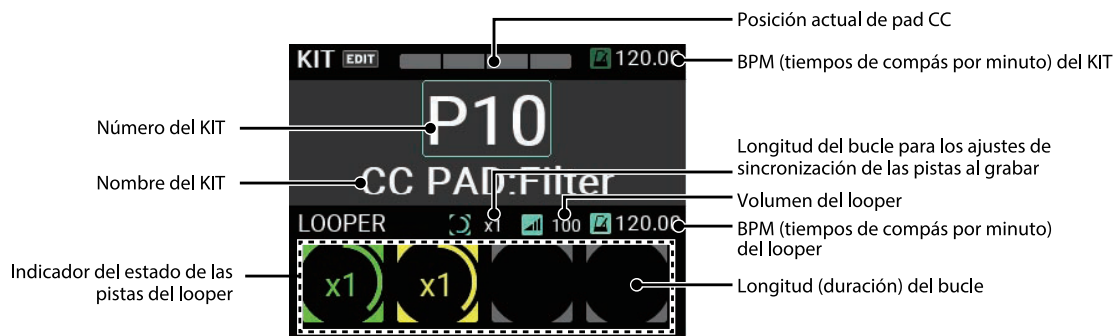 Posición actual de pad CC
KIT EDIT 120.00
BPM (tiempos de compás por minuto) del KIT
Número del KIT
P10
Nombre del KIT
CC PAD:Filter
Longitud del bucle para los ajustes de
sincronización de las pistas al grabar
Volumen del looper
LOOPER x1 100 120.00
BPM (tiempos de compás por minuto)
del looper
Indicador del estado de las
pistas del looper
x1 x1
Longitud (duración) del bucle